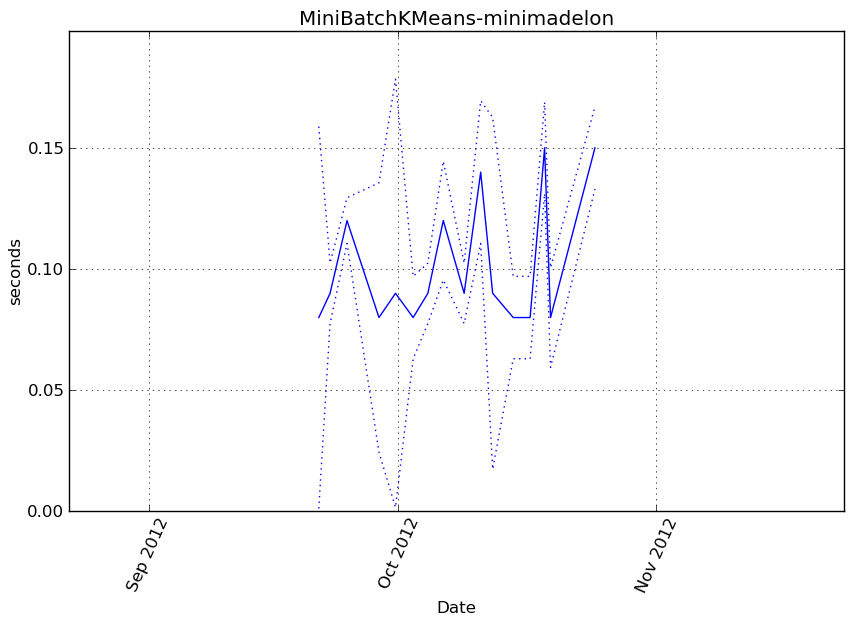 MiniBatchKMeans-minimadelon
seconds
0.15
0.10
0.05
0.00
Sep 2012
Oct 2012
Nov 2012
Date